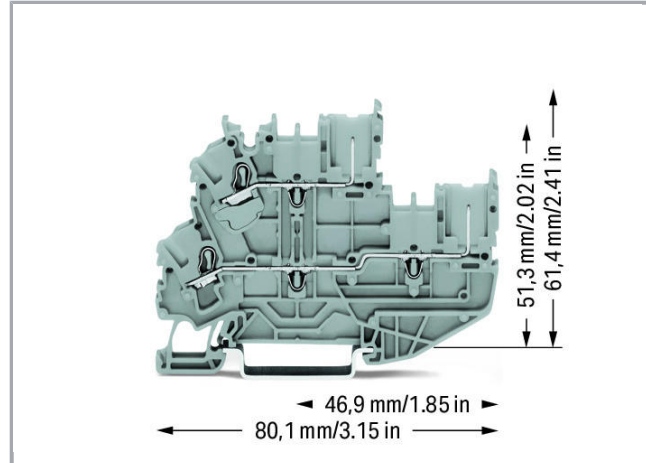 51,3 mm/2.02 in
61,4 mm/2.41 in
46,9 mm/1.85 in
80,1 mm/3.15 in